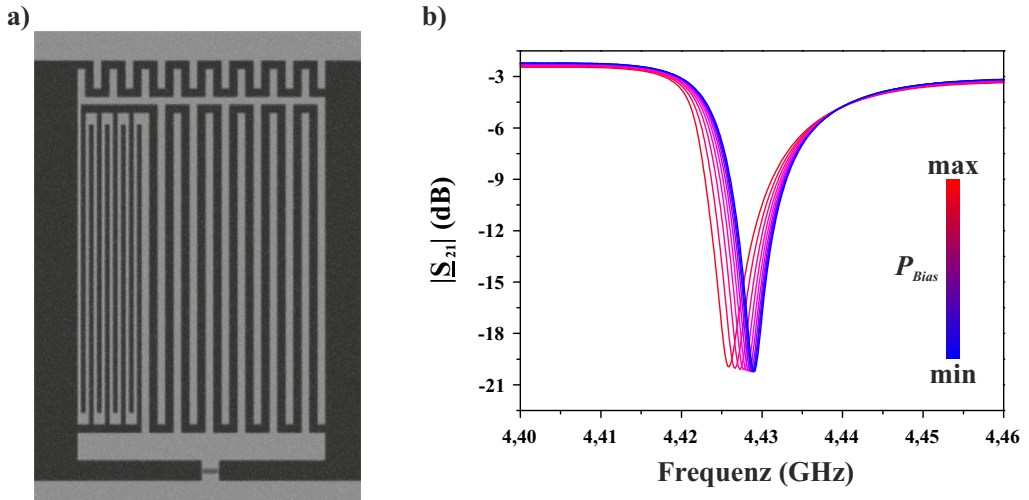 a)
b)
-3
-6
-9
-12
-15
-18
-21
|S21| (dB)
4,40 4,41 4,42 4,43 4,44 4,45 4,46
Frequenz (GHz)
max
PBias
min